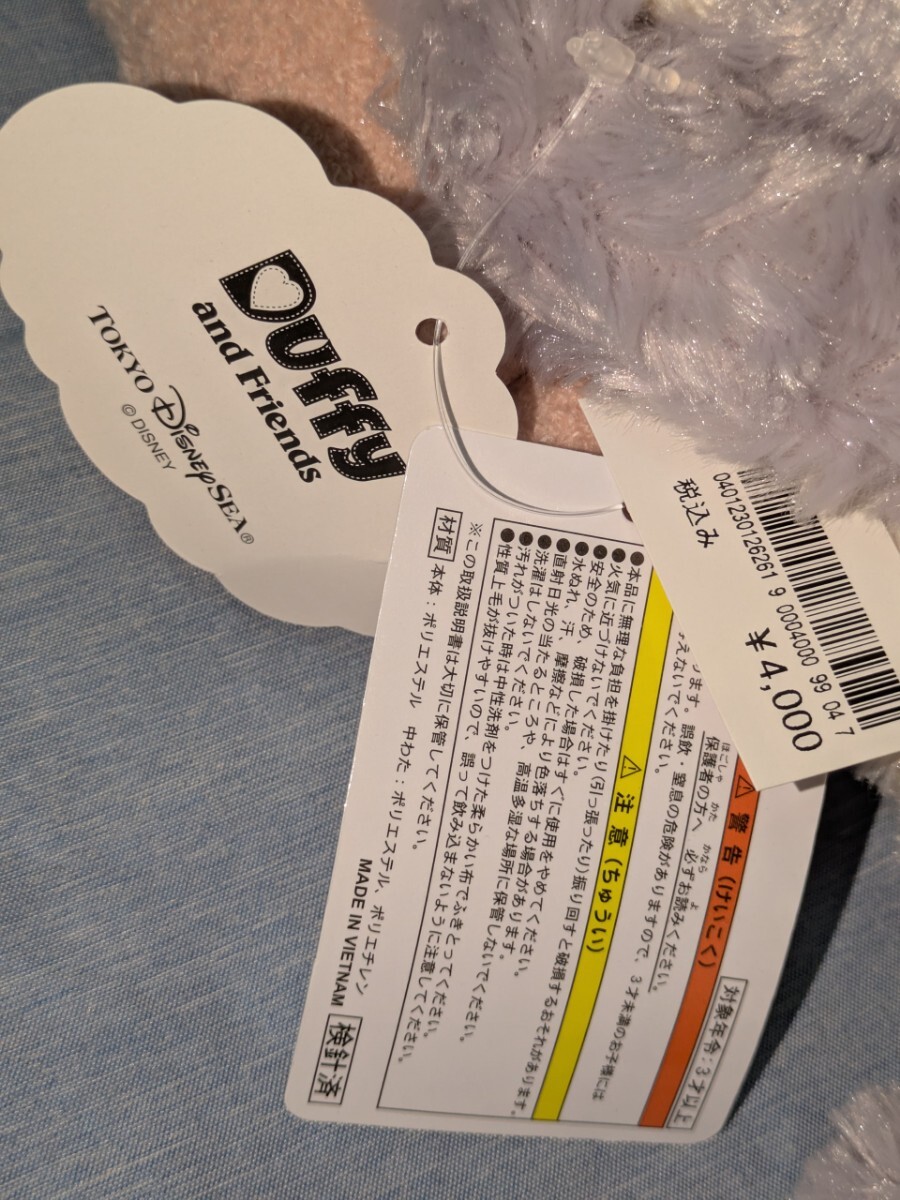 Duffy
and Friends
TOKYO DISNEYSEA®
© DISNEY
0401230126261 9 0004000 99 04 7
税込み
¥4,000
対象年令：3才以上
⚠ 警告(けいこく)
保護者の方へ 必ずお読みください。
ほごしゃ かた かなら よ
ります。誤飲・窒息の危険がありますので、3才未満のお子様には
えないでください。
⚠ 注意(ちゅうい)
●本品に無理な負担を掛けたり(引っ張ったり)振り回すと破損するおそれがあります。
●火気に近づけないでください。
●安全のため、破損した場合はすぐに使用をやめてください。
●水ぬれ、汗、摩擦などにより色落ちする場合があります。
●直射日光の当たるところや、高温多湿な場所に保管しないでください。
●洗濯はしないでください。
●汚れがついた時は中性洗剤をつけた柔らかい布でふきとってください。
●性質上毛が抜けやすいので、誤って飲み込まないように注意してください。
※この取扱説明書は大切に保管してください。
材質 本体：ポリエステル 中わた：ポリエステル、ポリエチレン
MADE IN VIETNAM
検針済